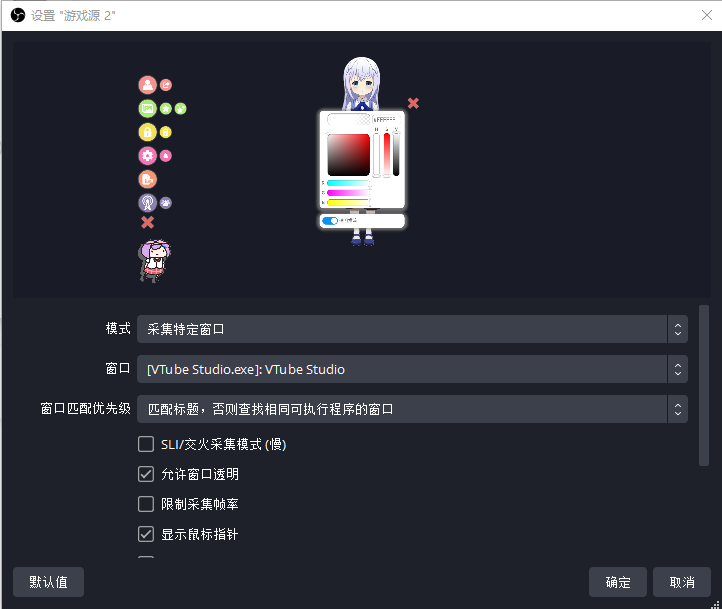 设置 "游戏源 2"
#FFFFFF
H S V
模式
采集特定窗口
窗口
[VTube Studio.exe]: VTube Studio
窗口匹配优先级
匹配标题，否则查找相同可执行程序的窗口
SLI/交火采集模式 (慢)
允许窗口透明
限制采集帧率
显示鼠标指针
默认值
确定
取消